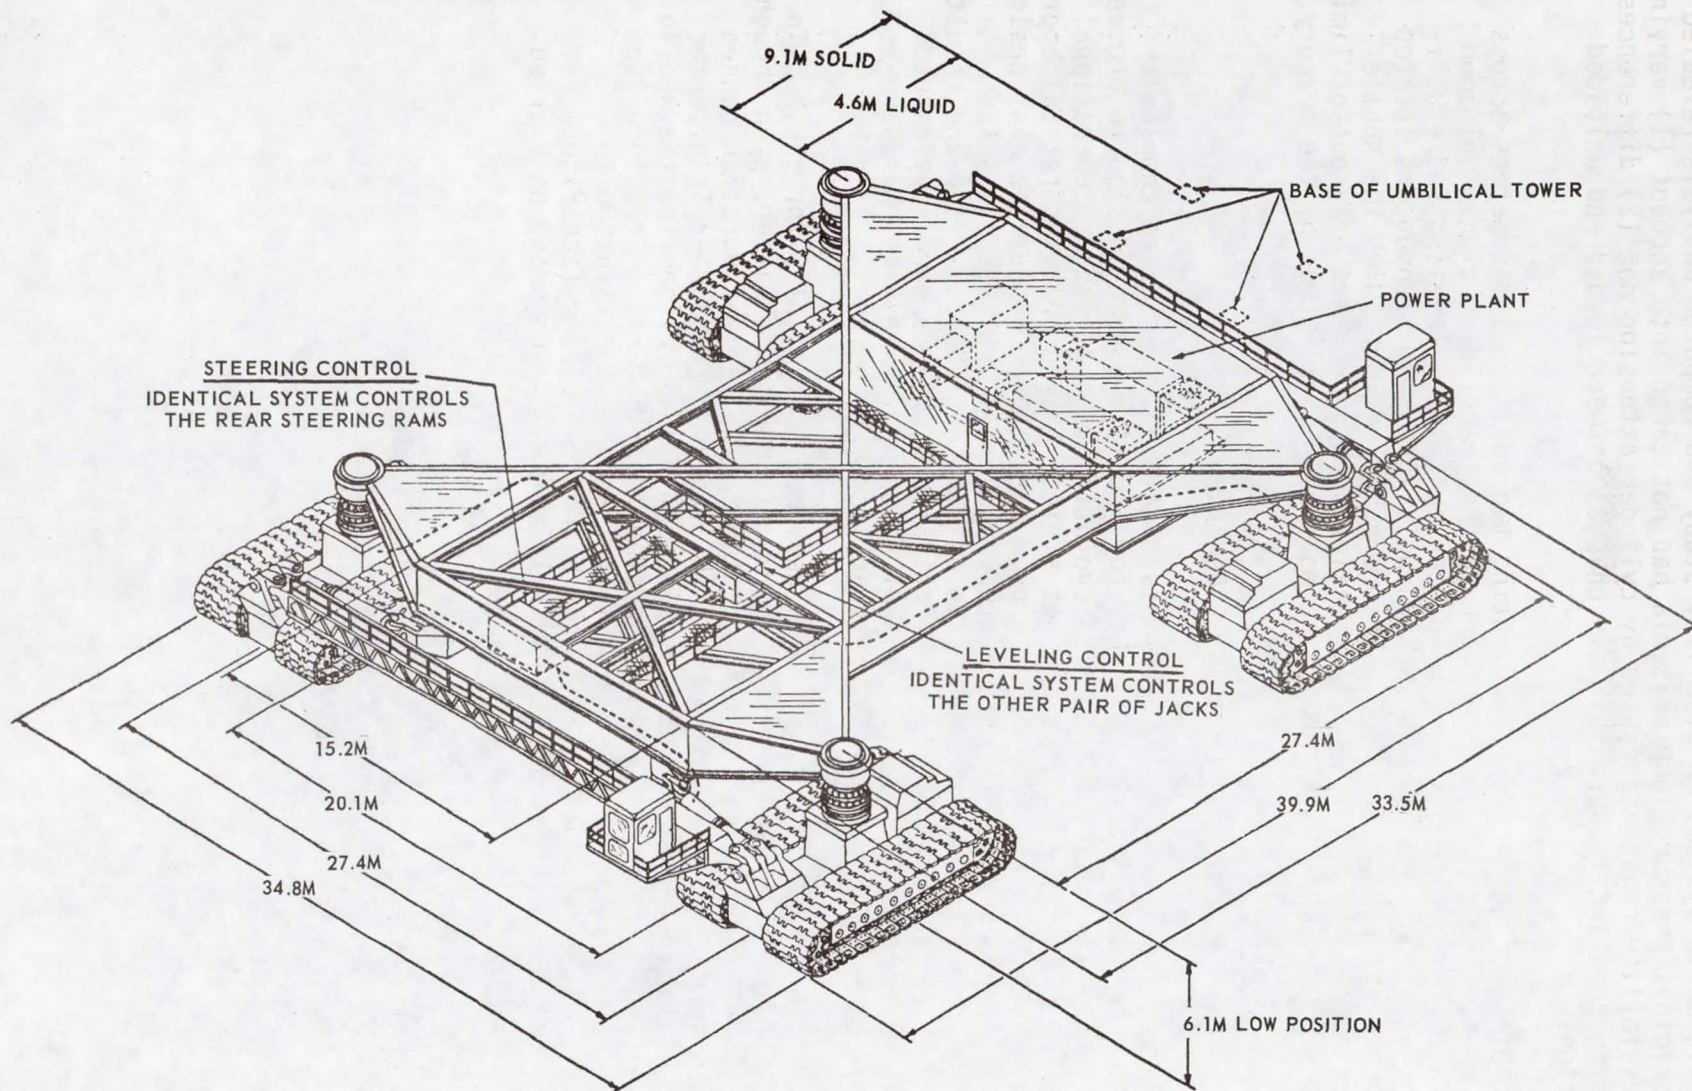 9.1M SOLID
4.6M LIQUID
BASE OF UMBILICAL TOWER
POWER PLANT
STEERING CONTROL
IDENTICAL SYSTEM CONTROLS
THE REAR STEERING RAMS
LEVELING CONTROL
IDENTICAL SYSTEM CONTROLS
THE OTHER PAIR OF JACKS
15.2M
20.1M
27.4M
34.8M
27.4M
39.9M
33.5M
6.1M LOW POSITION